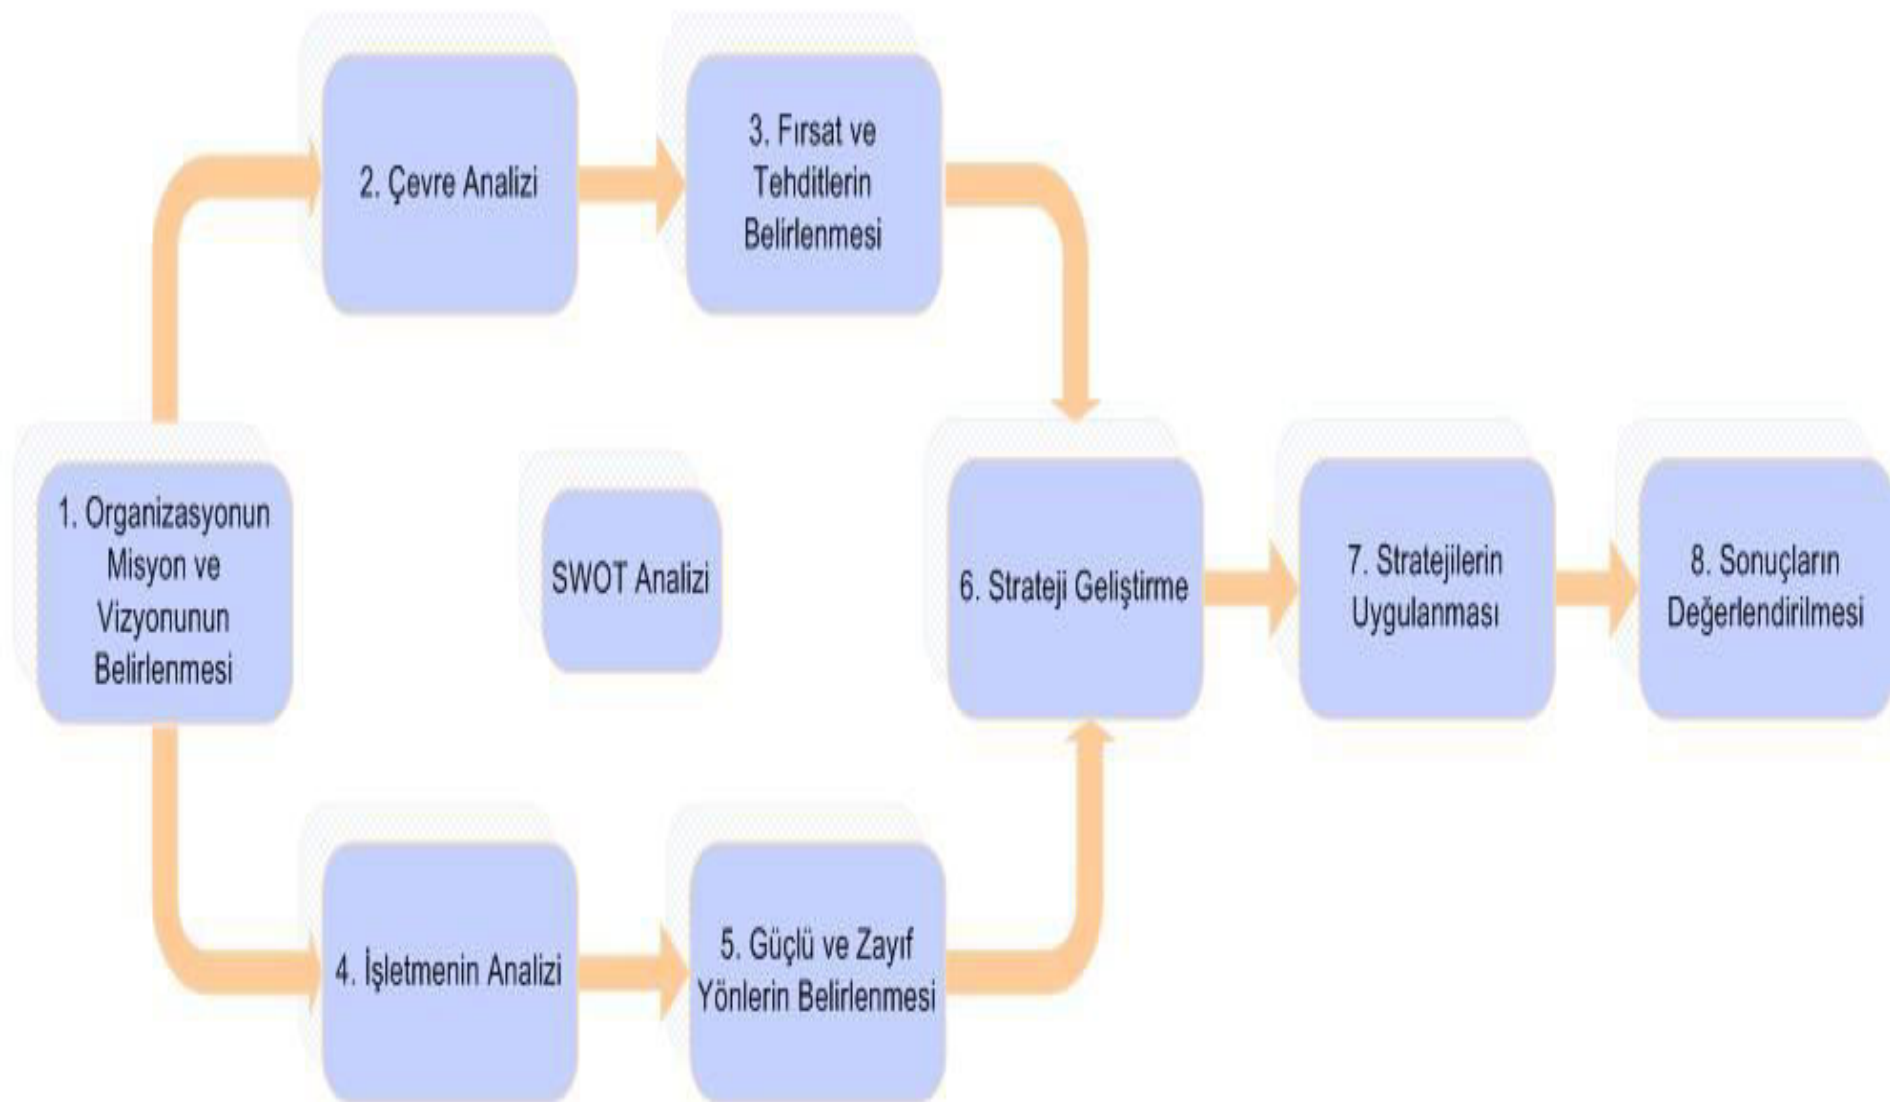 1. Organizasyonun
Misyon ve
Vizyonunun
Belirlenmesi
2. Çevre Analizi
3. Fırsat ve
Tehditlerin
Belirlenmesi
SWOT Analizi
4. İşletmenin Analizi
5. Güçlü ve Zayıf
Yönlerin Belirlenmesi
6. Strateji Geliştirme
7. Stratejilerin
Uygulanması
8. Sonuçların
Değerlendirilmesi